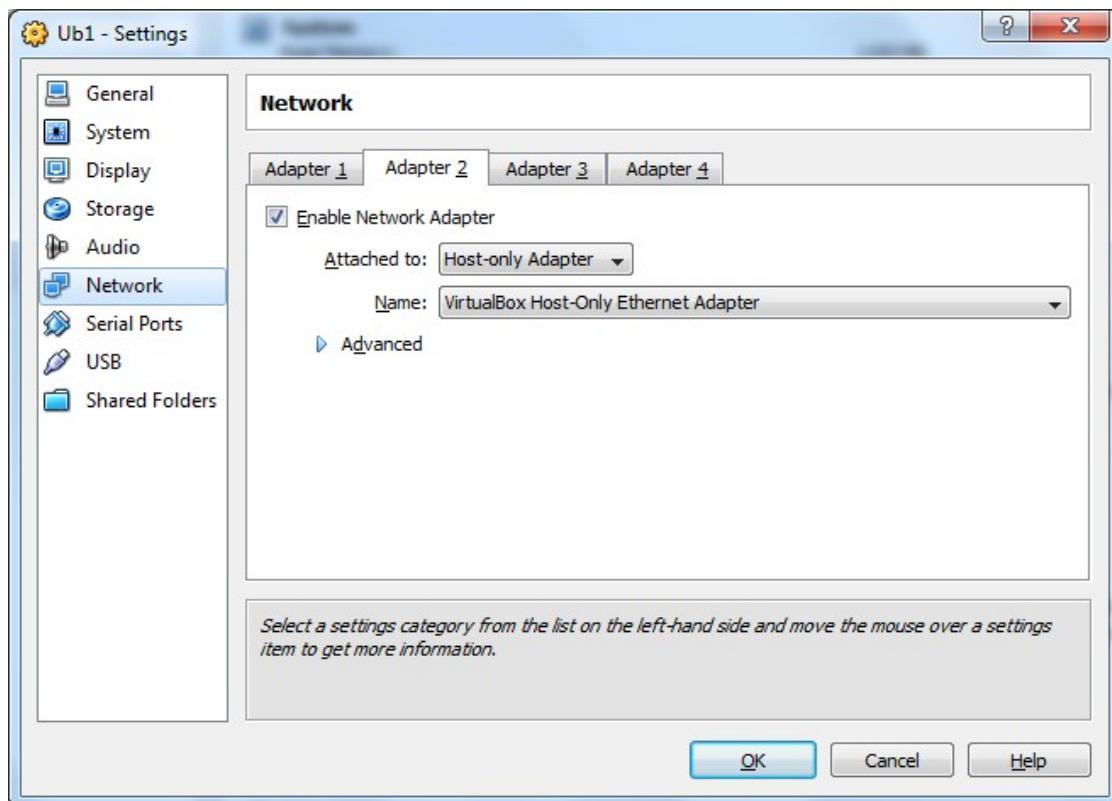 Ub1 - Settings
General
System
Display
Storage
Audio
Network
Serial Ports
USB
Shared Folders
Network
Adapter 1 Adapter 2 Adapter 3 Adapter 4
Enable Network Adapter
Attached to: Host-only Adapter
Name: VirtualBox Host-Only Ethernet Adapter
Advanced
Select a settings category from the list on the left-hand side and move the mouse over a settings
item to get more information.
OK Cancel Help